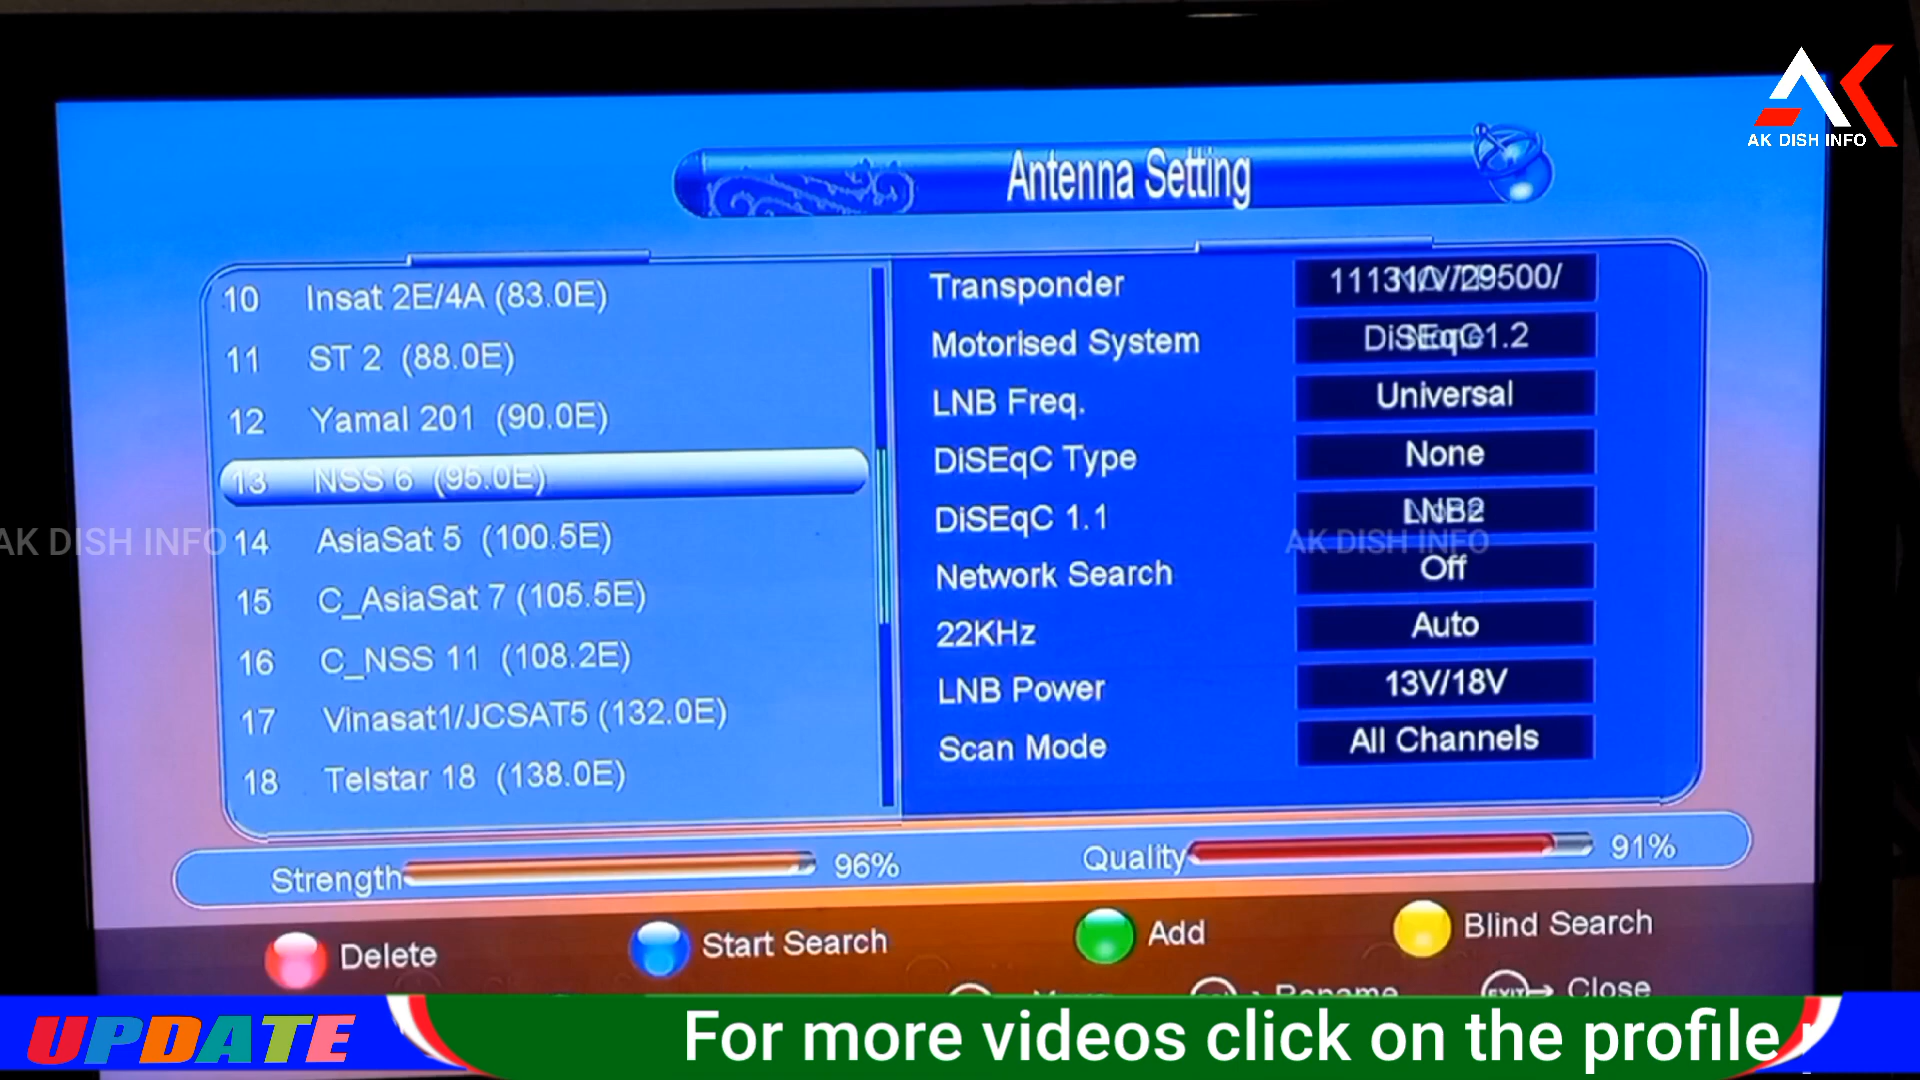 AK DISH INFO
Antenna Setting
10 Insat 2E/4A (83.0E)
11 ST 2 (88.0E)
12 Yamal 201 (90.0E)
13 NSS 6 (95.0E)
14 AsiaSat 5 (100.5E)
15 C_AsiaSat 7 (105.5E)
16 C_NSS 11 (108.2E)
17 Vinasat1/JCSAT5 (132.0E)
18 Telstar 18 (138.0E)
Transponder
Motorised System DiSEqC1.2
LNB Freq. Universal
DiSEqC Type None
DiSEqC 1.1 LNB2
Network Search Off
22KHz Auto
LNB Power 13V/18V
Scan Mode All Channels
AK DISH INFO
AK DISH INFO
Strength 96% Quality 91%
Delete Start Search Add Blind Search
Rename EXIT Close
UPDATE For more videos click on the profile